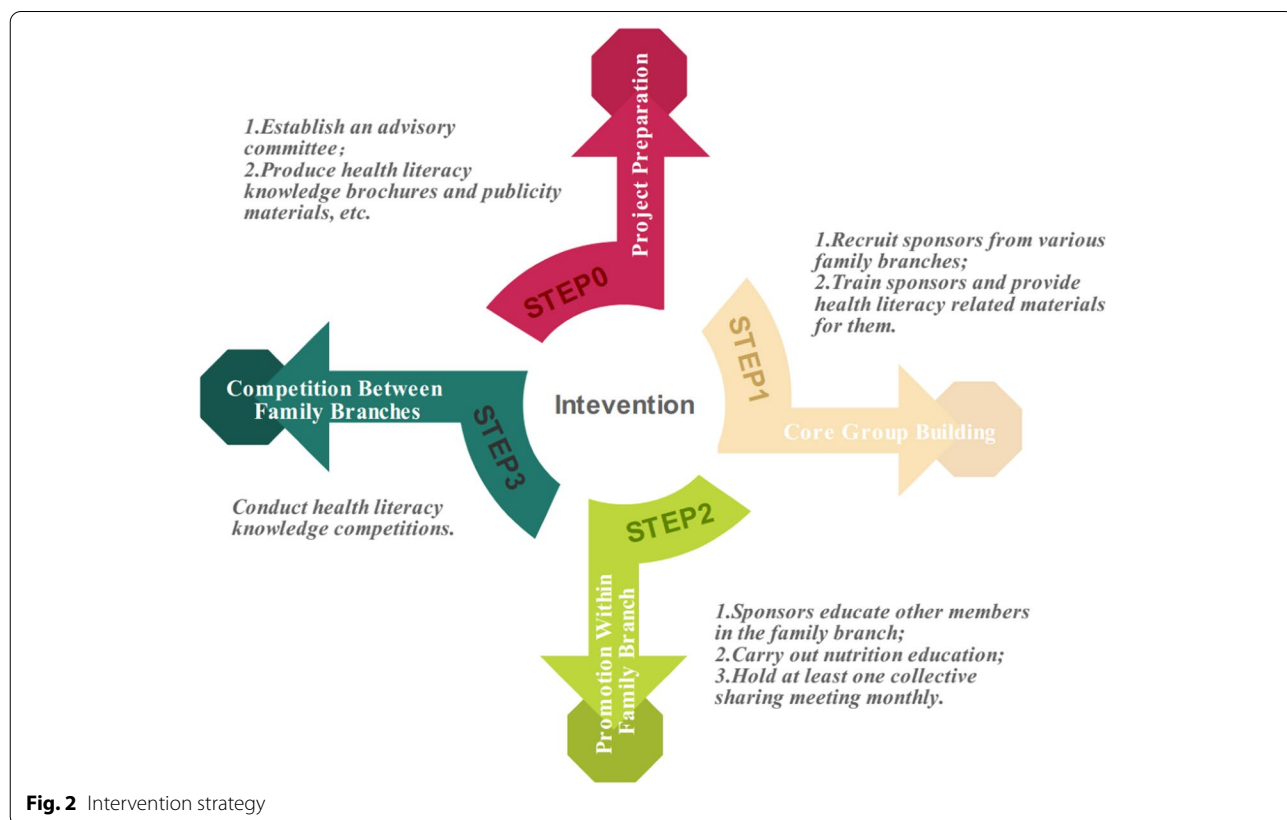 Project Preparation
1.Establish an advisory
committee;
2.Produce health literacy
knowledge brochures and publicity
materials, etc.
STEP0
1.Recruit sponsors from various
family branches;
2.Train sponsors and provide
health literacy related materials
for them.
STEP1
Core Group Building
Intevention
Competition Between
Family Branches
STEP3
Conduct health literacy
knowledge competitions.
STEP2
Promotion Within
Family Branch
1.Sponsors educate other members
in the family branch;
2.Carry out nutrition education;
3.Hold at least one collective
sharing meeting monthly.
Fig. 2 Intervention strategy